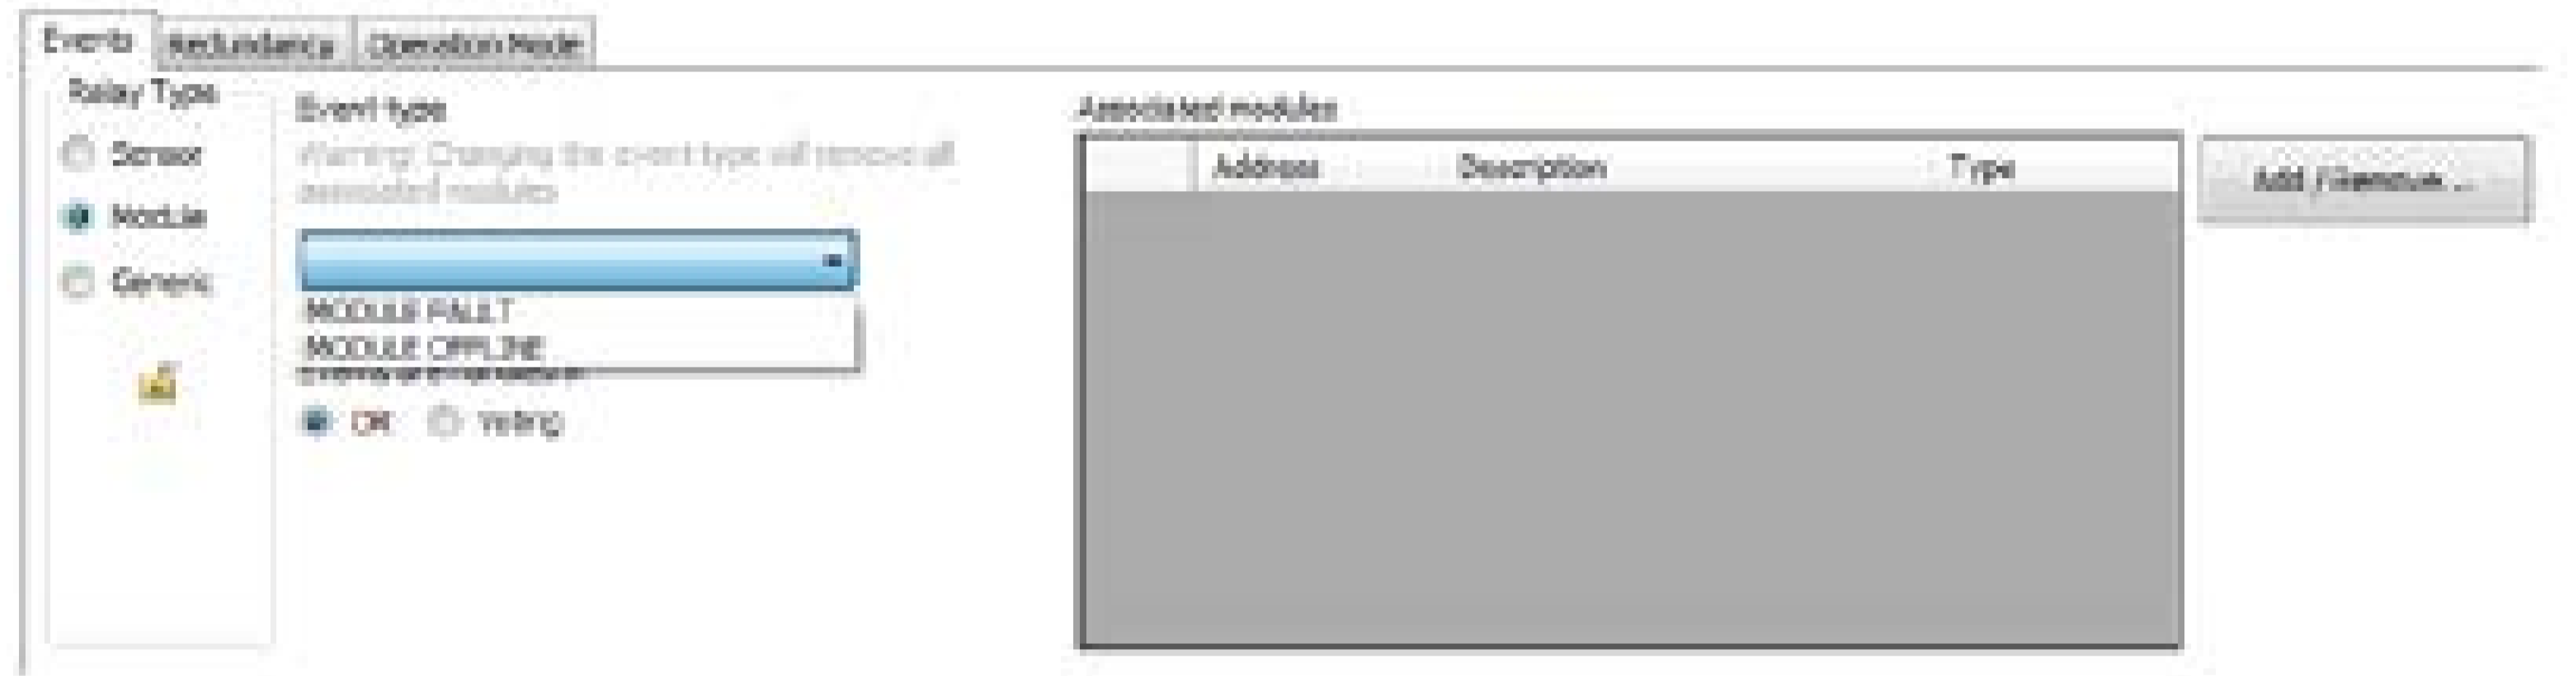 Events Redundancy Operation Mode
Relay Type
Sensor
Module
Generic
Event type
Warning: Changing the event type will remove all
associated modules
MODULE FAULT
MODULE OFFLINE
OR Voting
Associated modules
Address Description Type
Add / Remove ...